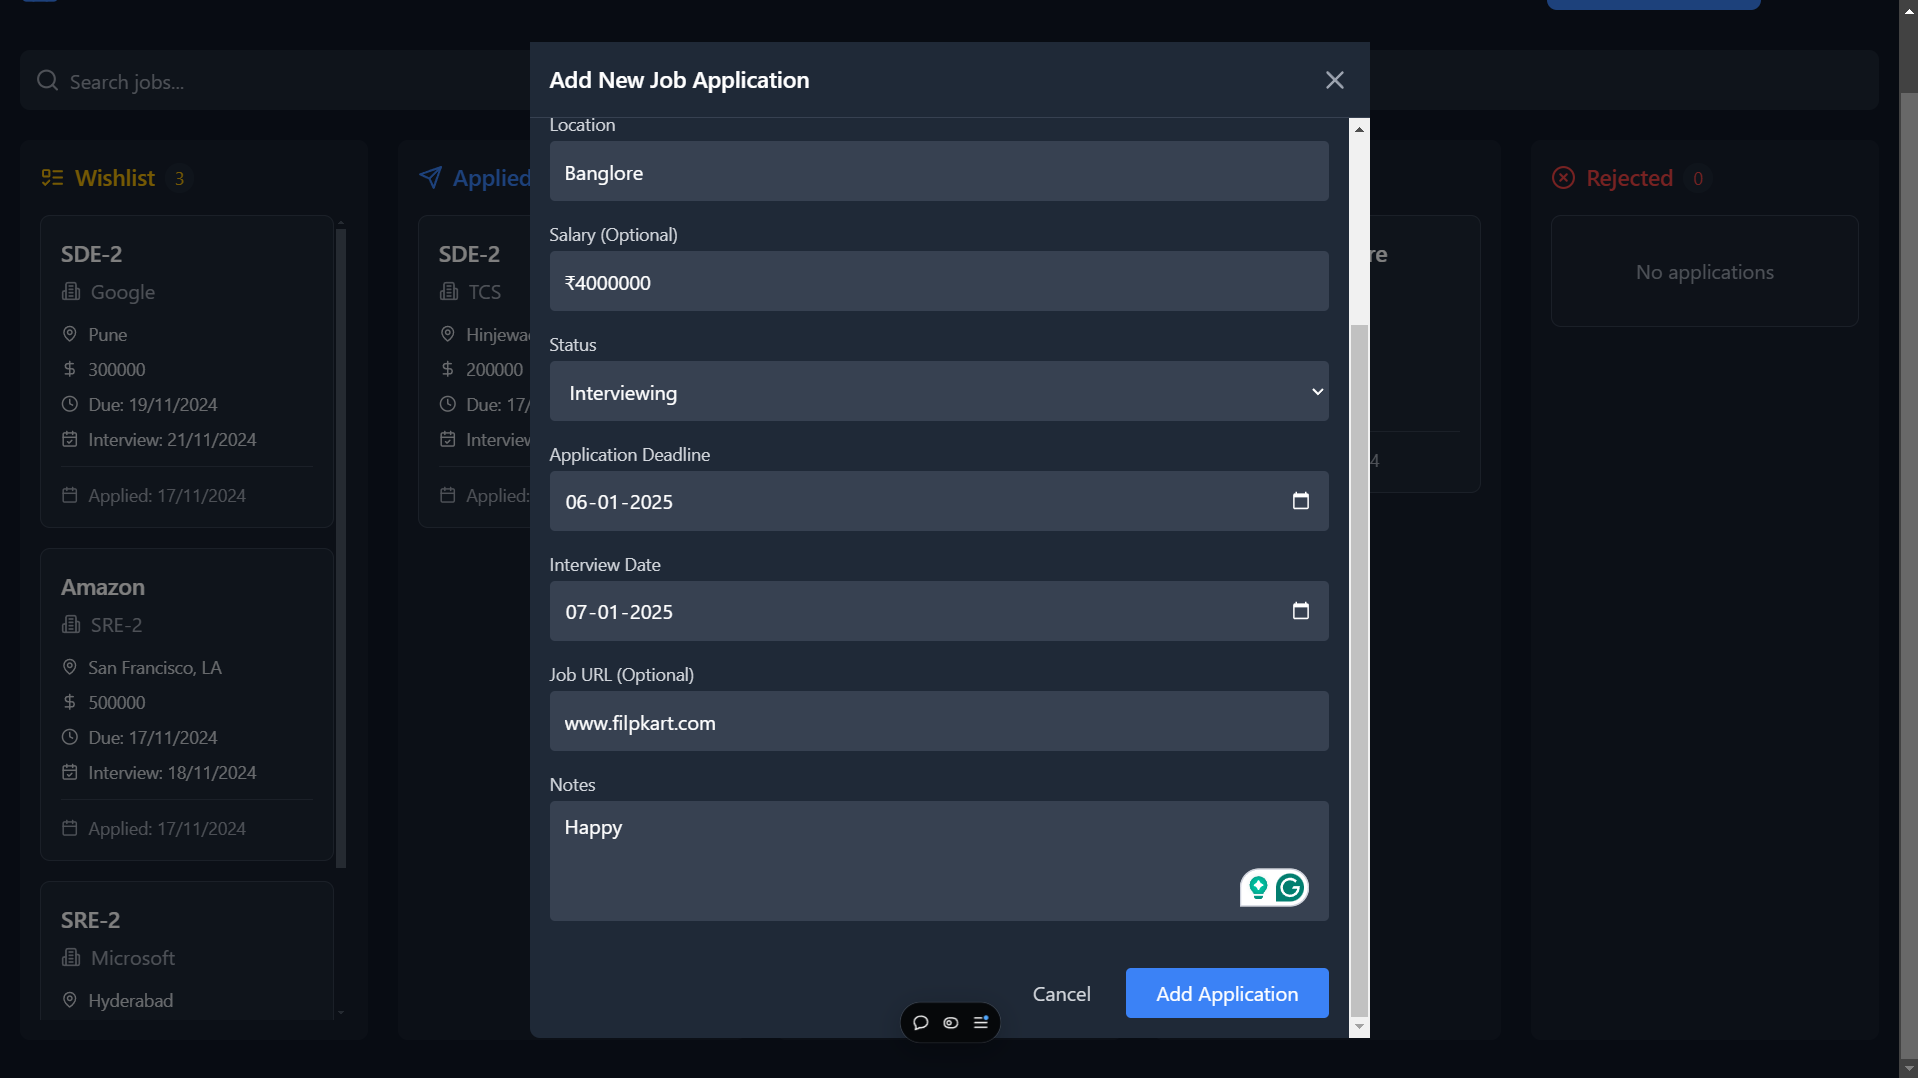 Search jobs...
Wishlist 3
SDE-2
Google
Pune
300000
Due: 19/11/2024
Interview: 21/11/2024
Applied: 17/11/2024
Amazon
SRE-2
San Francisco, LA
500000
Due: 17/11/2024
Interview: 18/11/2024
Applied: 17/11/2024
SRE-2
Microsoft
Hyderabad
Applied
SDE-2
TCS
Hinjewa
200000
Due: 17/
Interview
Applied:
Add New Job Application
Location
Banglore
Salary (Optional)
₹4000000
Status
Interviewing
Application Deadline
06-01-2025
Interview Date
07-01-2025
Job URL (Optional)
www.filpkart.com
Notes
Happy
Cancel
Add Application
re
4
Rejected 0
No applications